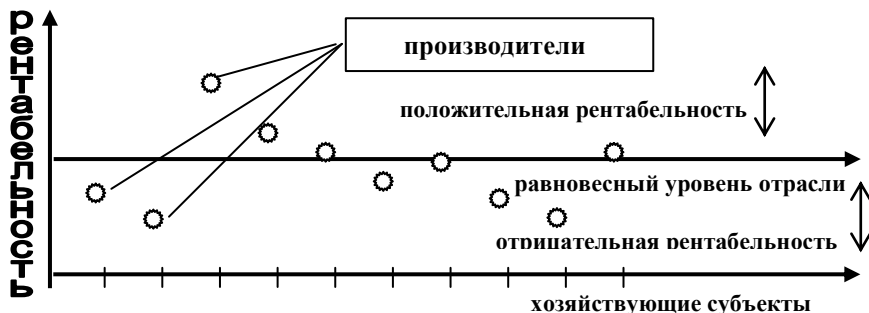 рентабельность
производители
положительная рентабельность
равновесный уровень отрасли
отрицательная рентабельность
хозяйствующие субъекты